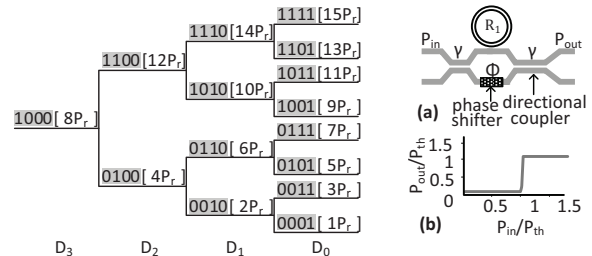 1000[ 8Pr]
1100[12Pr]
0100[ 4Pr]
1110[14Pr]
1010[10Pr]
0110[ 6Pr]
0010[ 2Pr]
1111[15Pr]
1101[13Pr]
1011[11Pr]
1001[ 9Pr]
0111[ 7Pr]
0101[ 5Pr]
0011[ 3Pr]
0001[ 1Pr]
D3 D2 D1 D0
R1
Pin γ γ Pout
Φ
(a) phase directional
shifter coupler
Pout/Pth
1.5
1
0.5
0
0.5 1 1.5
(b) Pin/Pth